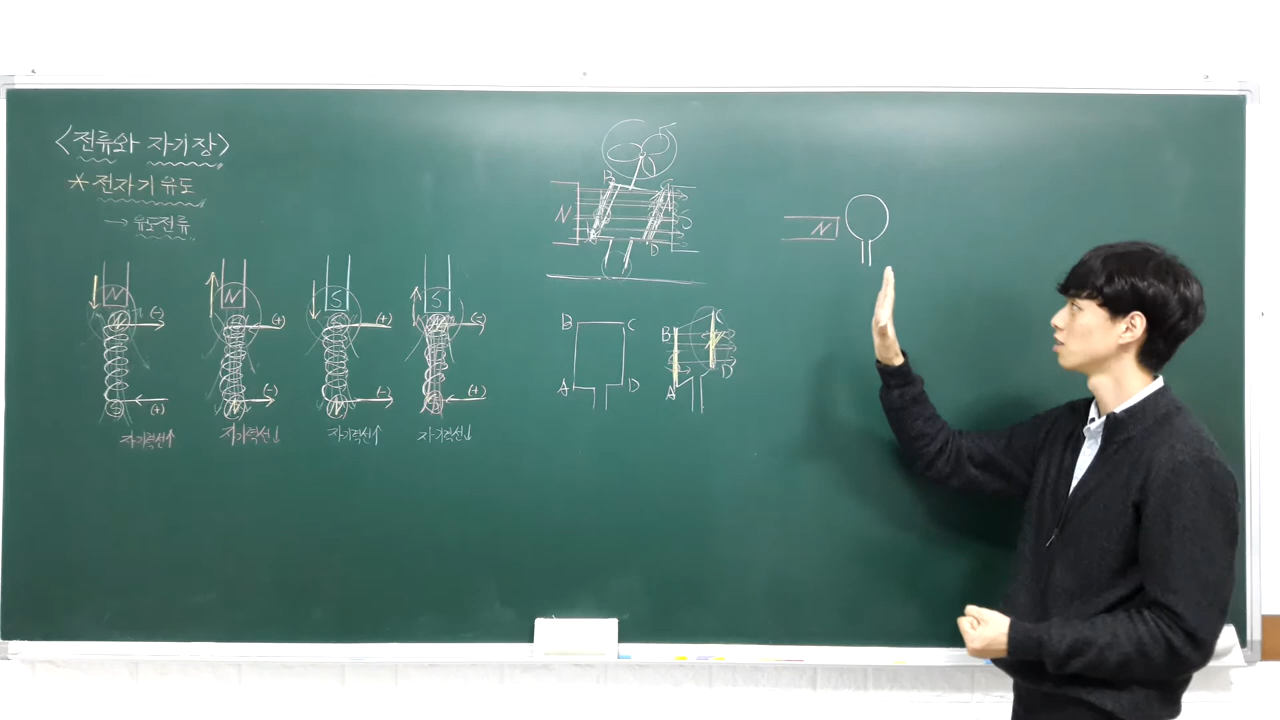 <전류와 자기장>
* 전자기유도
→ 유도전류
N
(-)
N
(+)
자기력선↑
N
(+)
N
자기력선↓
S
(+)
(-)
N
자기력선↑
S
(-)
(+)
자기력선↓
B C
N S
A D
B C
A D
B C
A D
N